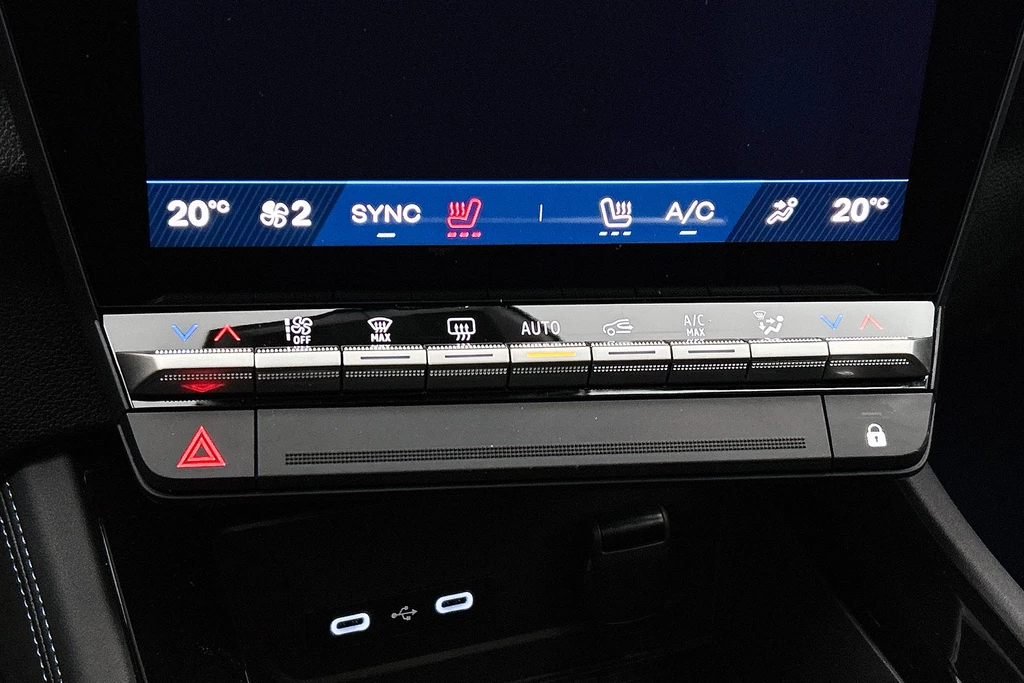 20°C 2 SYNC A/C 20°C
OFF MAX AUTO A/C MAX